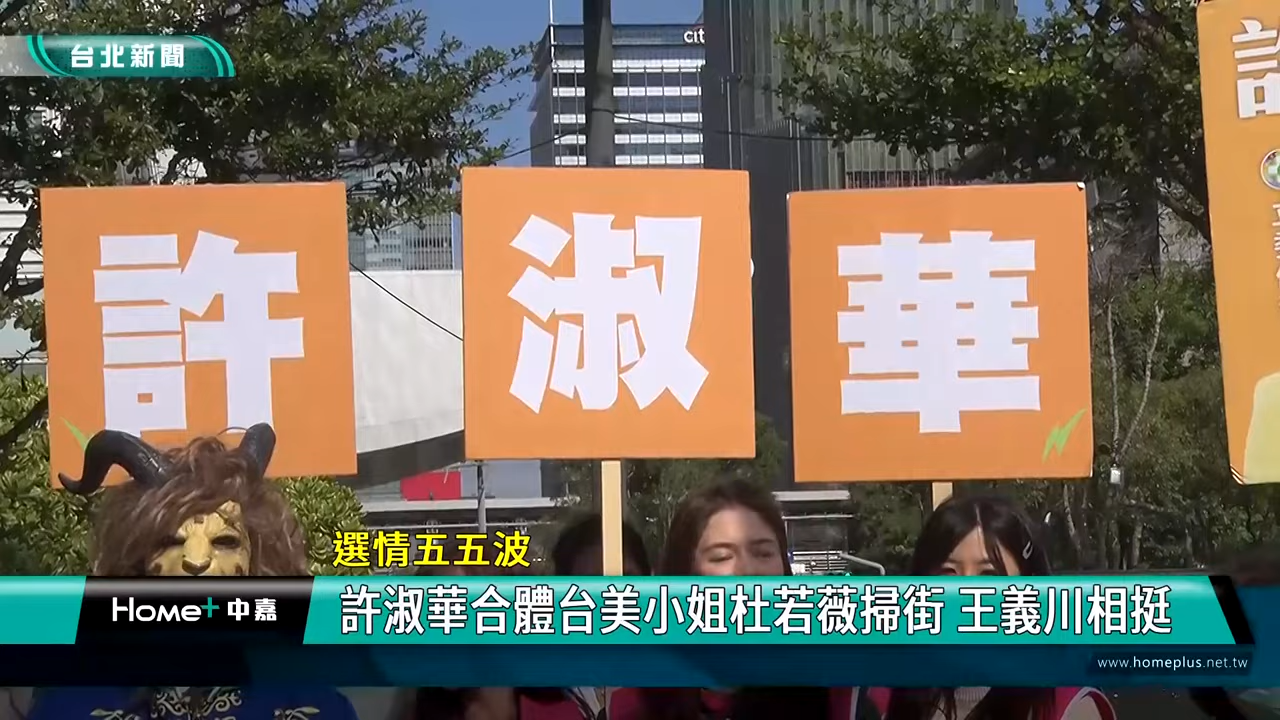 台北新聞
citi
許淑華
選情五五波
Home+中嘉
許淑華合體台美小姐杜若薇掃街 王義川相挺
www.homeplus.net.tw